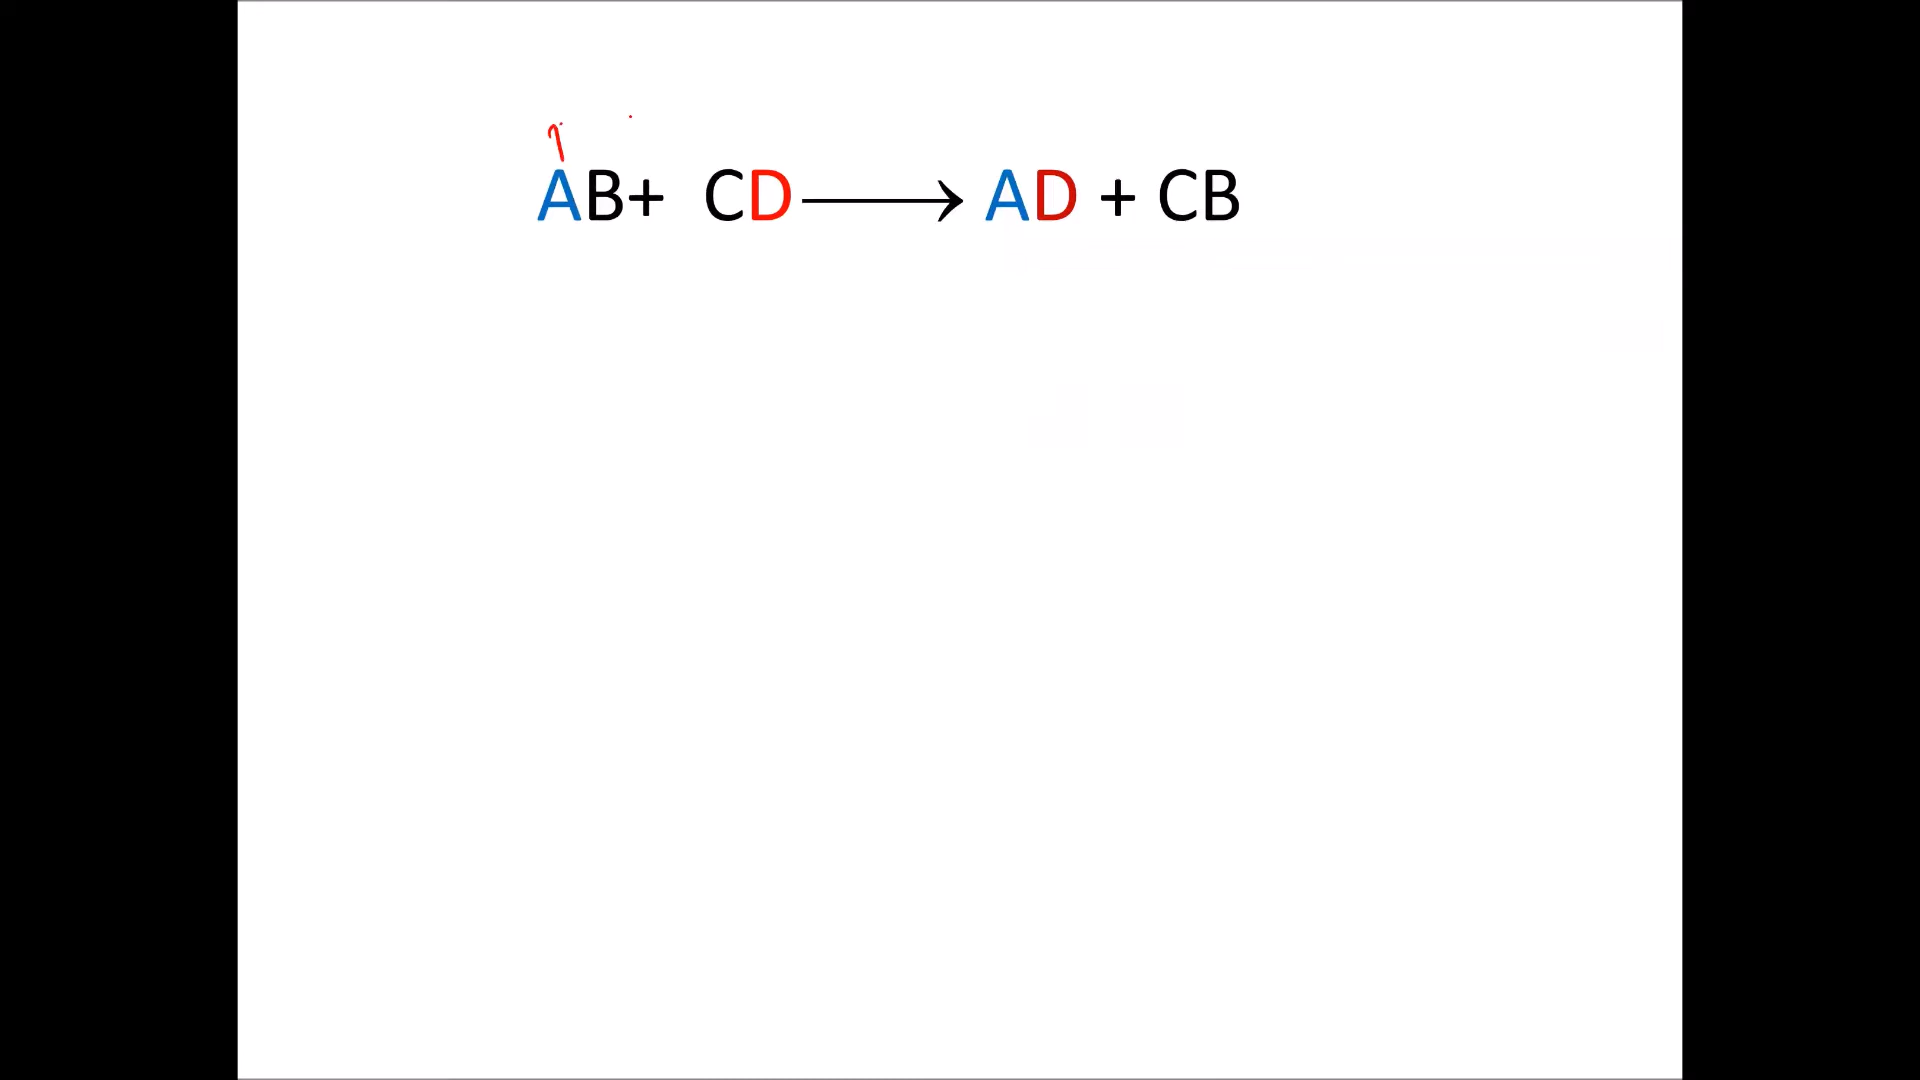 AB+ CD → AD + CB